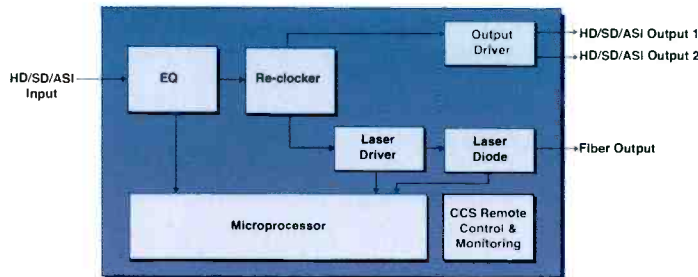 Output
Driver
HD/SD/ASI Output 1
HD/SD/ASI Output 2
HD/SD/ASI
Input
EQ
Re-clocker
Laser
Driver
Laser
Diode
Fiber Output
Microprocessor
CCS Remote
Control &
Monitoring